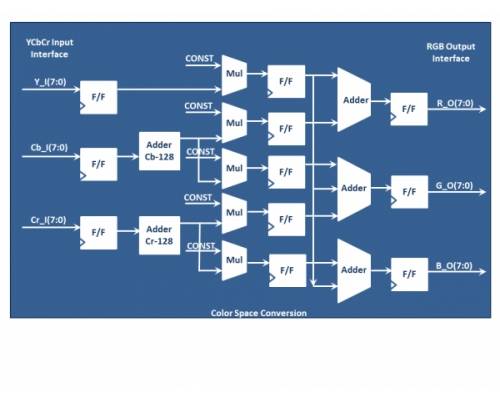 YCbCr Input
Interface
RGB Output
Interface
CONST
Mul
F/F
Y_I(7:0)
F/F
Adder
F/F
R_O(7:0)
CONST
Mul
F/F
Cb_I(7:0)
F/F
Adder
Cb-128
CONST
Mul
F/F
Adder
F/F
G_O(7:0)
CONST
Mul
F/F
Cr_I(7:0)
F/F
Adder
Cr-128
CONST
Mul
F/F
Adder
F/F
B_O(7:0)
Color Space Conversion